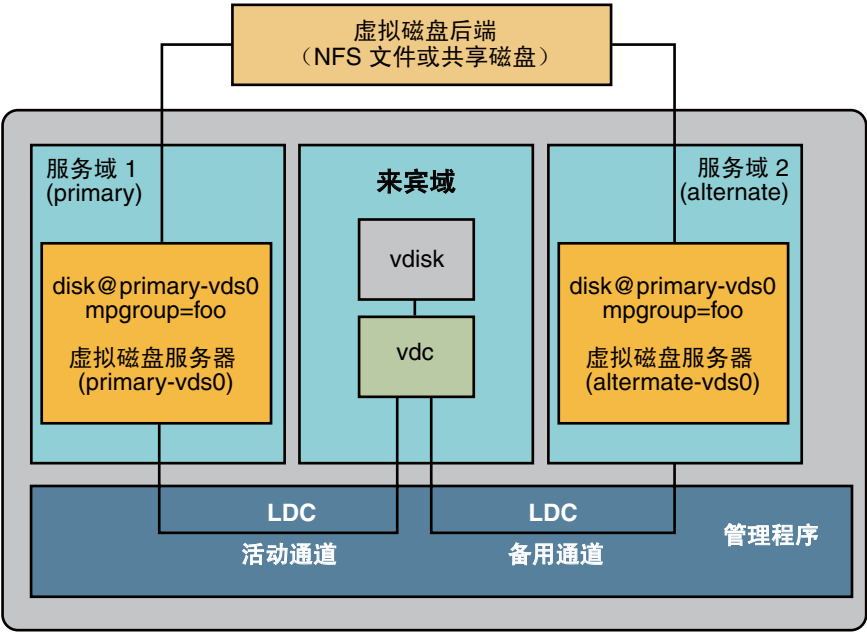 虚拟磁盘后端
（NFS 文件或共享磁盘）
服务域 1
(primary)
disk@primary-vds0
mpgroup=foo
虚拟磁盘服务器
(primary-vds0)
来宾域
vdisk
vdc
服务域 2
(alternate)
disk@primary-vds0
mpgroup=foo
虚拟磁盘服务器
(altermate-vds0)
LDC
活动通道
LDC
备用通道
管理程序